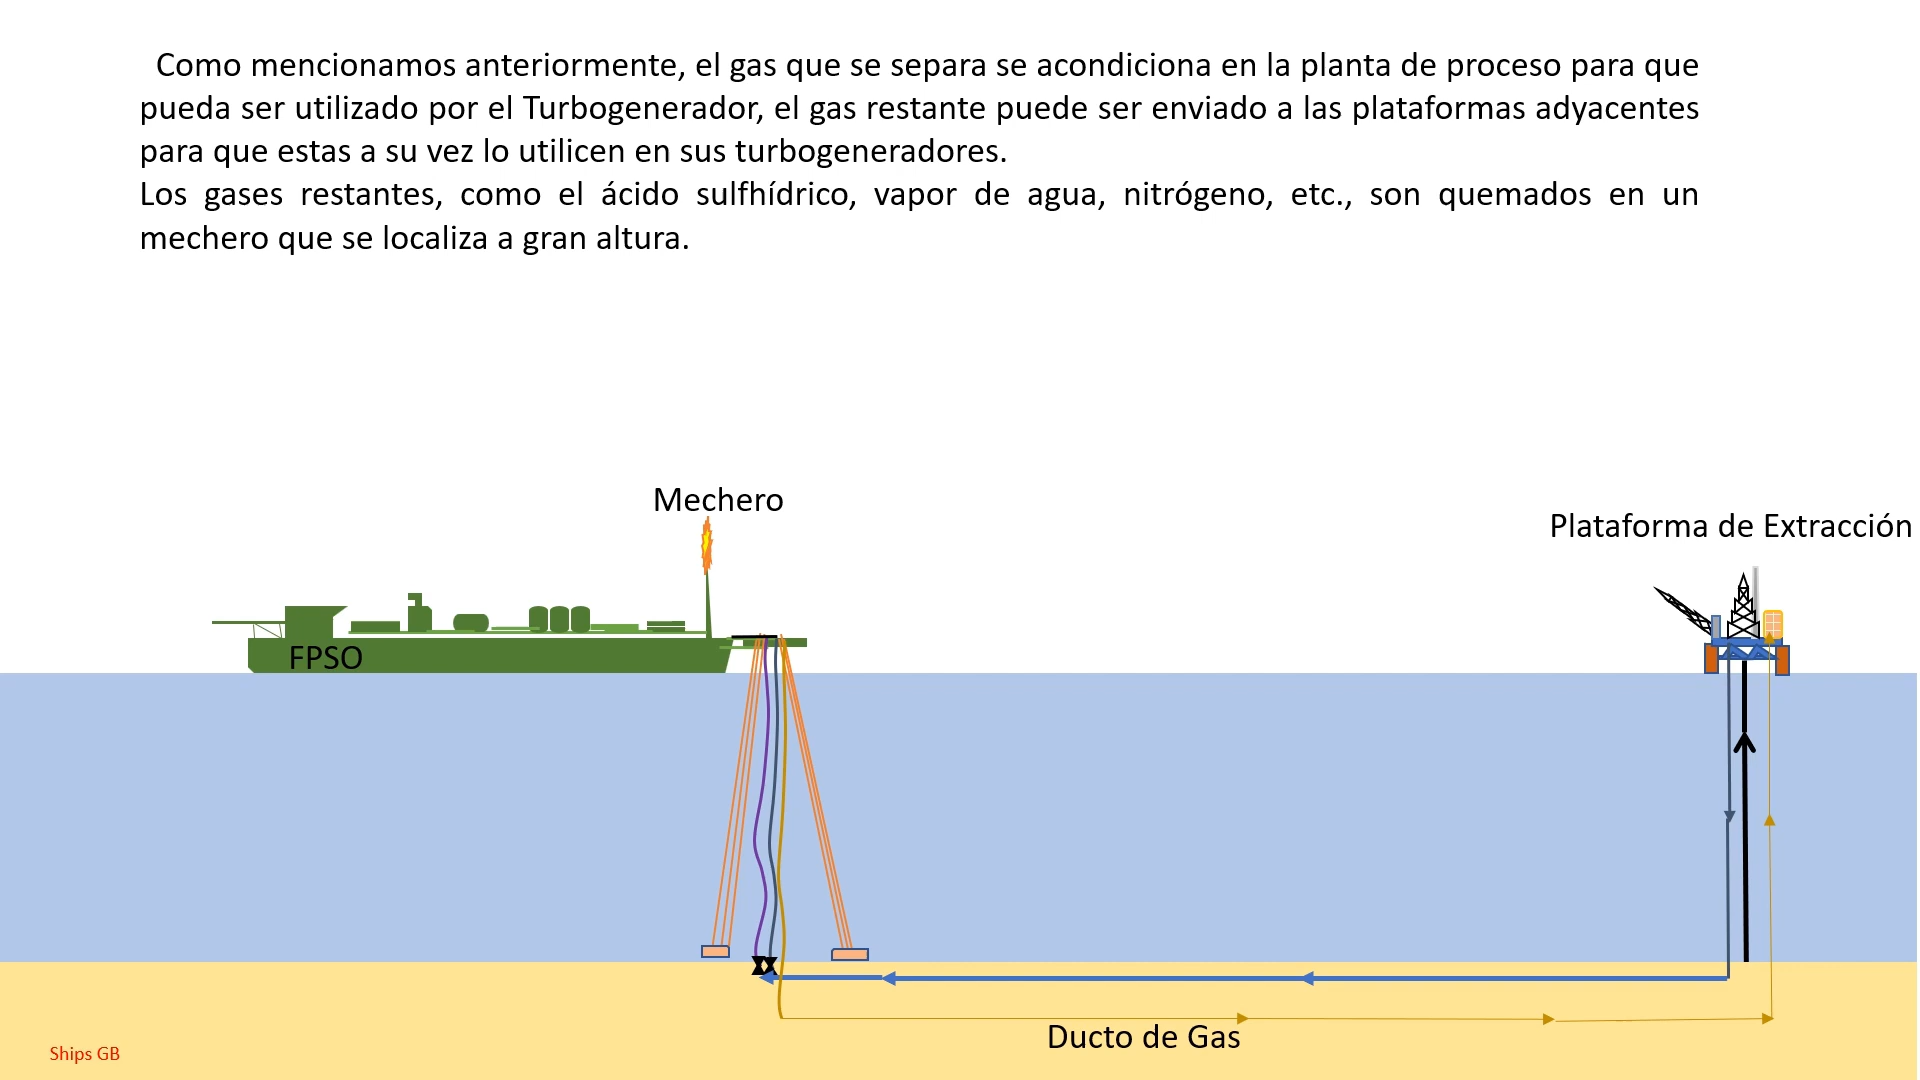 Como mencionamos anteriormente, el gas que se separa se acondiciona en la planta de proceso para que
pueda ser utilizado por el Turbogenerador, el gas restante puede ser enviado a las plataformas adyacentes
para que estas a su vez lo utilicen en sus turbogeneradores.
Los gases restantes, como el ácido sulfhídrico, vapor de agua, nitrógeno, etc., son quemados en un
mechero que se localiza a gran altura.
Mechero
Plataforma de Extracción
FPSO
Ducto de Gas
Ships GB